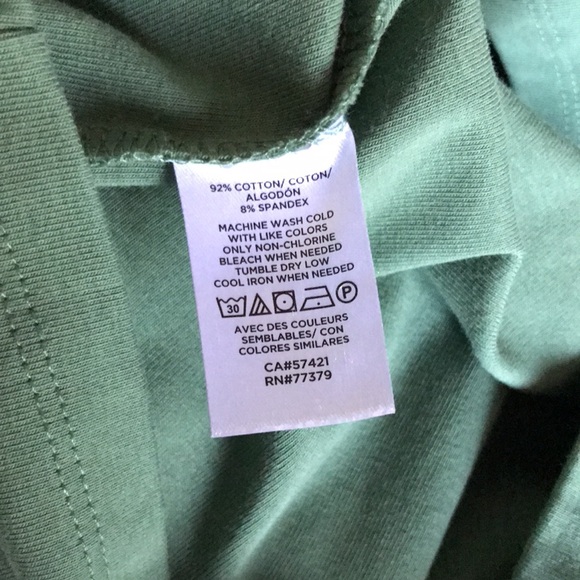 92% COTTON/ COTON/
ALGODÓN
8% SPANDEX
MACHINE WASH COLD
WITH LIKE COLORS
ONLY NON-CHLORINE
BLEACH WHEN NEEDED
TUMBLE DRY LOW
COOL IRON WHEN NEEDED
30 P
AVEC DES COULEURS
SEMBLABLES/ CON
COLORES SIMILARES
CA#57421
RN#77379